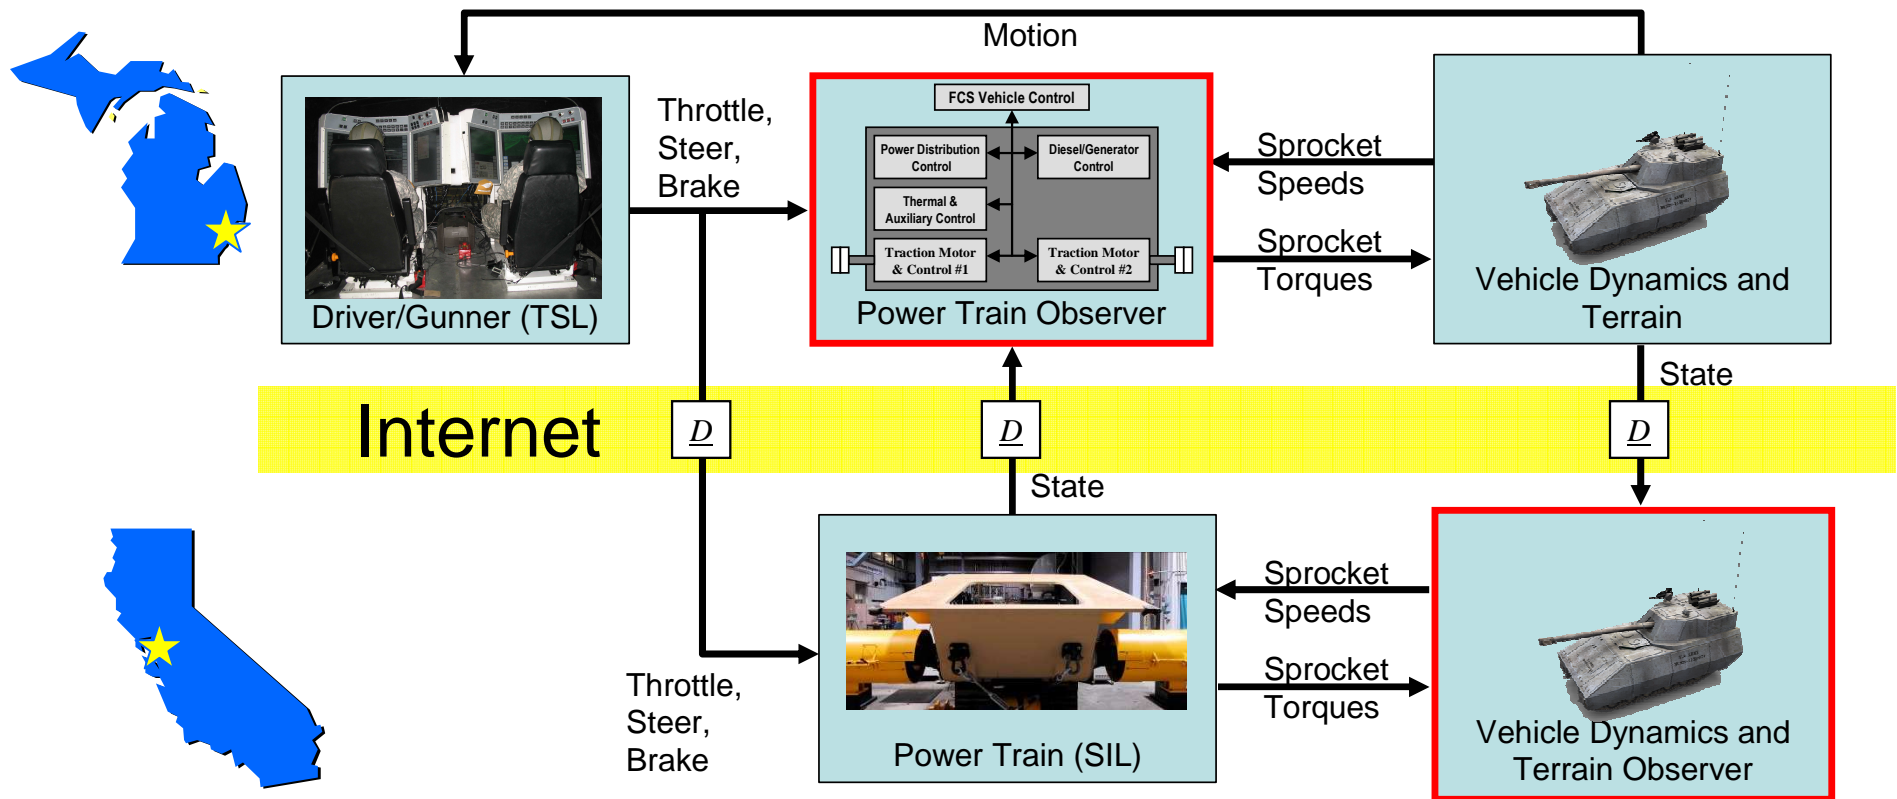 Motion
Throttle,
Steer,
Brake
FCS Vehicle Control
Power Distribution
Control
Diesel/Generator
Control
Thermal &
Auxiliary Control
Traction Motor
& Control #1
Traction Motor
& Control #2
Sprocket
Speeds
Sprocket
Torques
Driver/Gunner (TSL)
Power Train Observer
Vehicle Dynamics and
Terrain
State
Internet
D
D
D
State
Throttle,
Steer,
Brake
Power Train (SIL)
Sprocket
Speeds
Sprocket
Torques
Vehicle Dynamics and
Terrain Observer